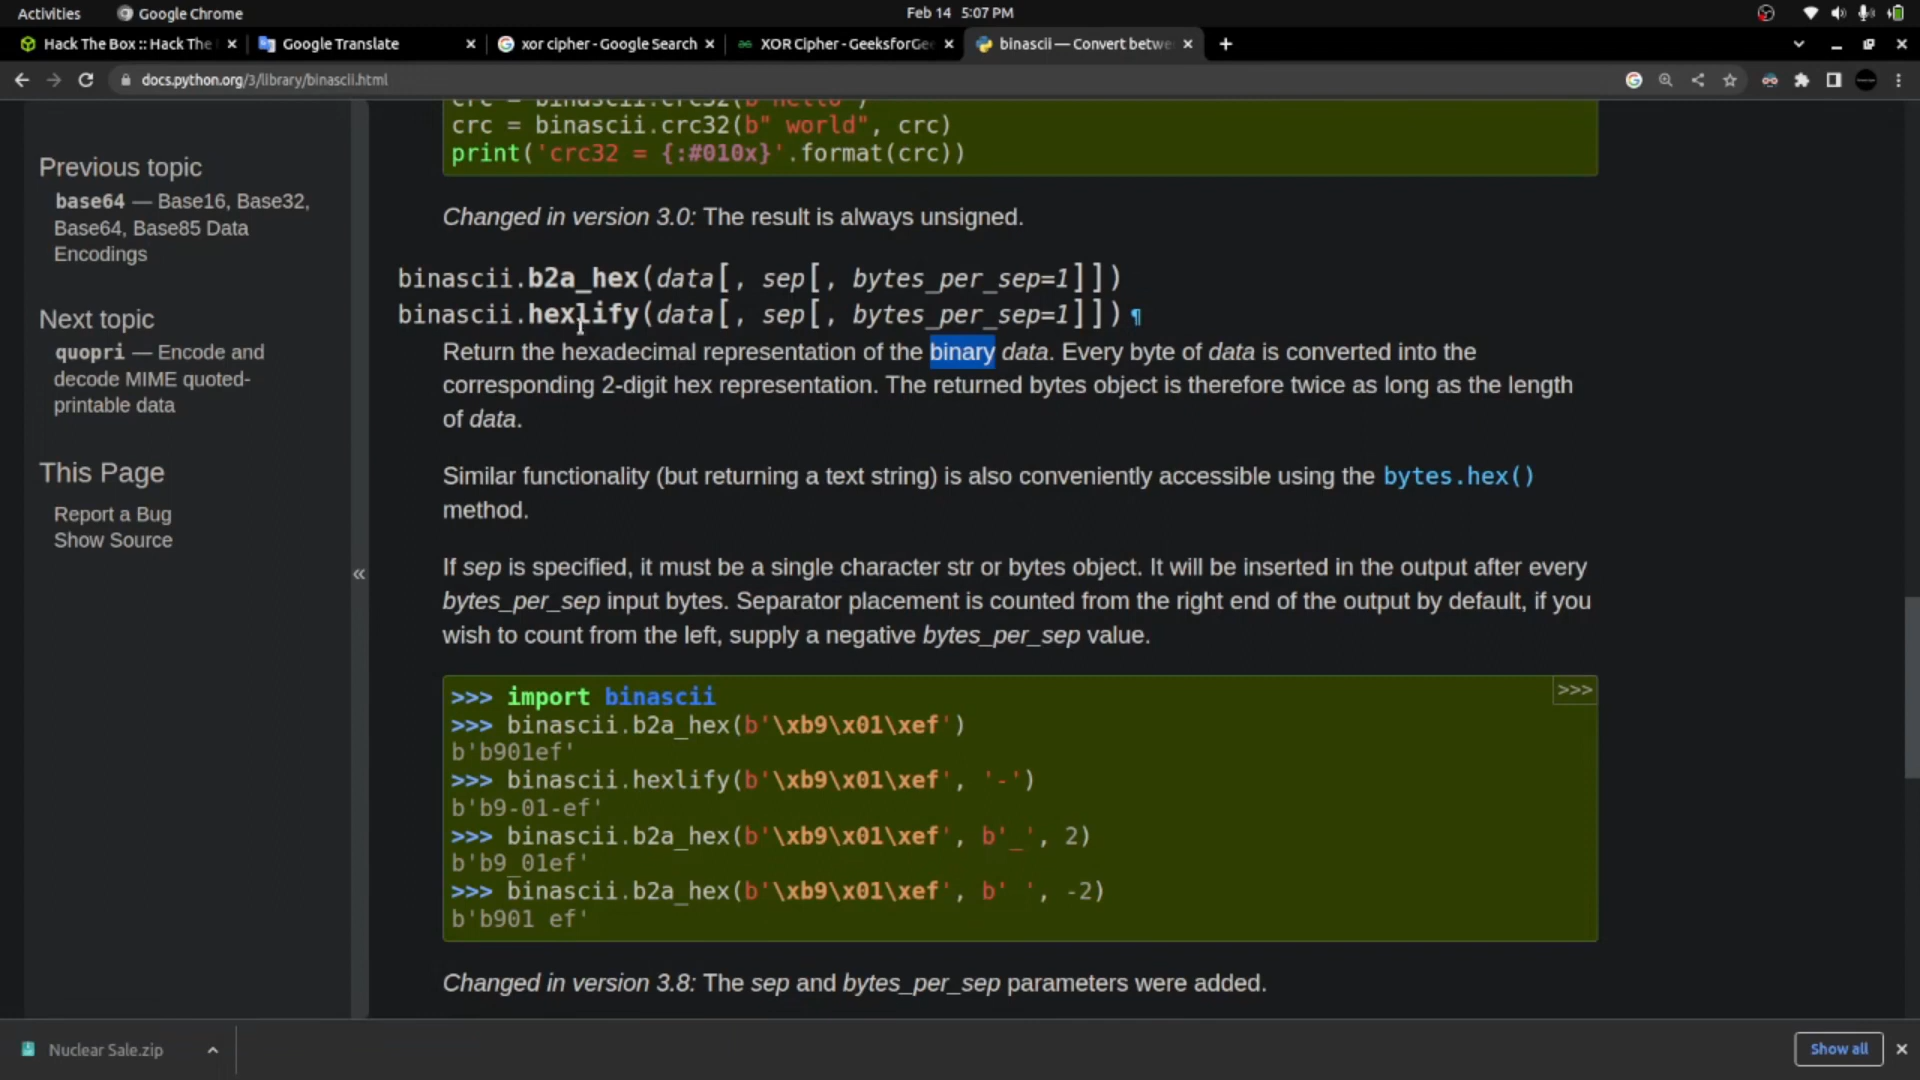 Activities
Google Chrome
Feb 14 5:07 PM
Hack The Box :: Hack The
Google Translate
xor cipher - Google Search
XOR Cipher - GeeksforGee
binascii — Convert betwe
docs.python.org/3/library/binascii.html
Previous topic
base64 — Base16, Base32,
Base64, Base85 Data
Encodings
Next topic
quopri — Encode and
decode MIME quoted-
printable data
This Page
Report a Bug
Show Source
«
crc = binascii.crc32(b"hello")
crc = binascii.crc32(b" world", crc)
print('crc32 = {:#010x}'.format(crc))
Changed in version 3.0: The result is always unsigned.
binascii.b2a_hex(data[, sep[, bytes_per_sep=1]])
binascii.hexlify(data[, sep[, bytes_per_sep=1]])¶
Return the hexadecimal representation of the binary data. Every byte of data is converted into the
corresponding 2-digit hex representation. The returned bytes object is therefore twice as long as the length
of data.
Similar functionality (but returning a text string) is also conveniently accessible using the bytes.hex()
method.
If sep is specified, it must be a single character str or bytes object. It will be inserted in the output after every
bytes_per_sep input bytes. Separator placement is counted from the right end of the output by default, if you
wish to count from the left, supply a negative bytes_per_sep value.
>>>
>>> import binascii
>>> binascii.b2a_hex(b'\xb9\x01\xef')
b'b901ef'
>>> binascii.hexlify(b'\xb9\x01\xef', '-')
b'b9-01-ef'
>>> binascii.b2a_hex(b'\xb9\x01\xef', b'_', 2)
b'b9_01ef'
>>> binascii.b2a_hex(b'\xb9\x01\xef', b' ', -2)
b'b901 ef'
Changed in version 3.8: The sep and bytes_per_sep parameters were added.
Nuclear Sale.zip
Show all